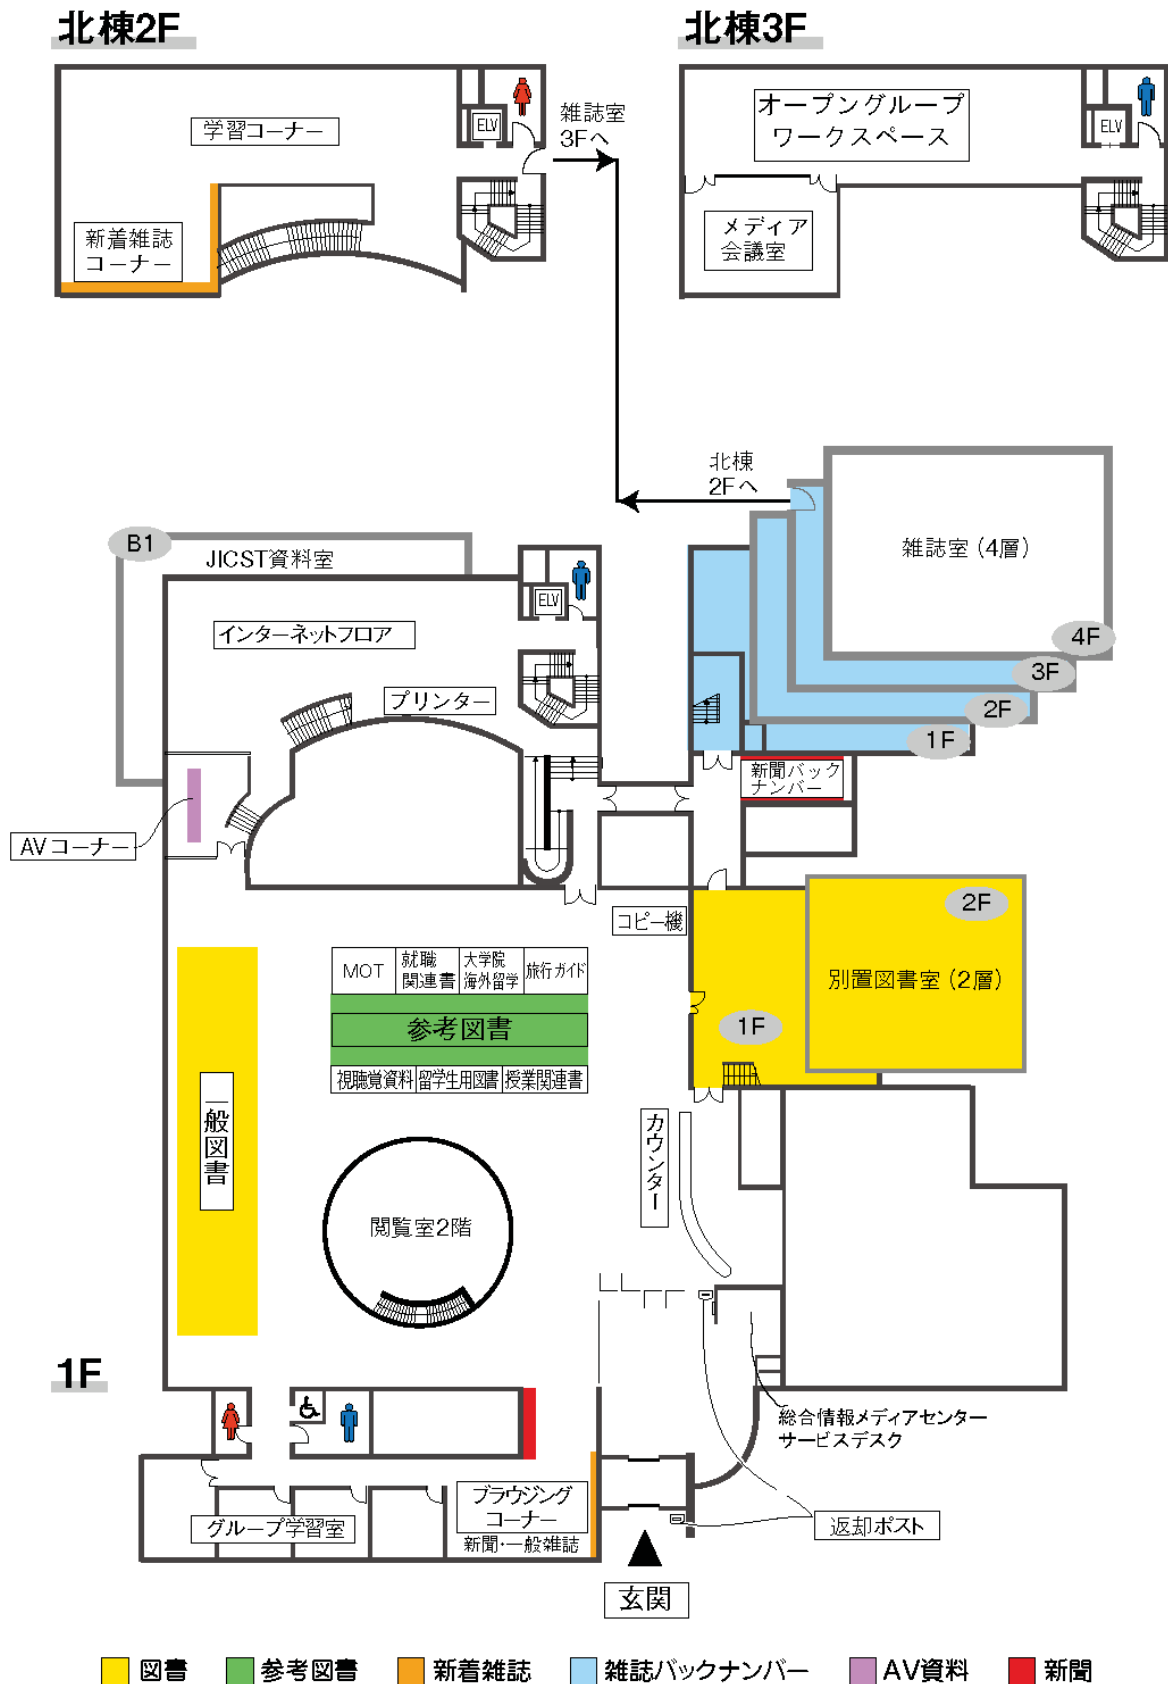 北棟2F
北棟3F
学習コーナー
ELV
雑誌室
3Fへ
新着雑誌
コーナー
オープングループ
ワークスペース
ELV
メディア
会議室
北棟
2Fへ
雑誌室（4層）
4F
3F
2F
1F
B1
JICST資料室
インターネットフロア
ELV
プリンター
新聞バック
ナンバー
AVコーナー
コピー機
2F
別置図書室（2層）
1F
MOT
就職
関連書
大学院
海外留学
旅行ガイド
参考図書
視聴覚資料
留学生用図書
授業関連書
一般図書
カウンター
閲覧室2階
1F
総合情報メディアセンター
サービスデスク
ブラウジング
コーナー
新聞・一般雑誌
グループ学習室
返却ポスト
玄関
図書
参考図書
新着雑誌
雑誌バックナンバー
AV資料
新聞